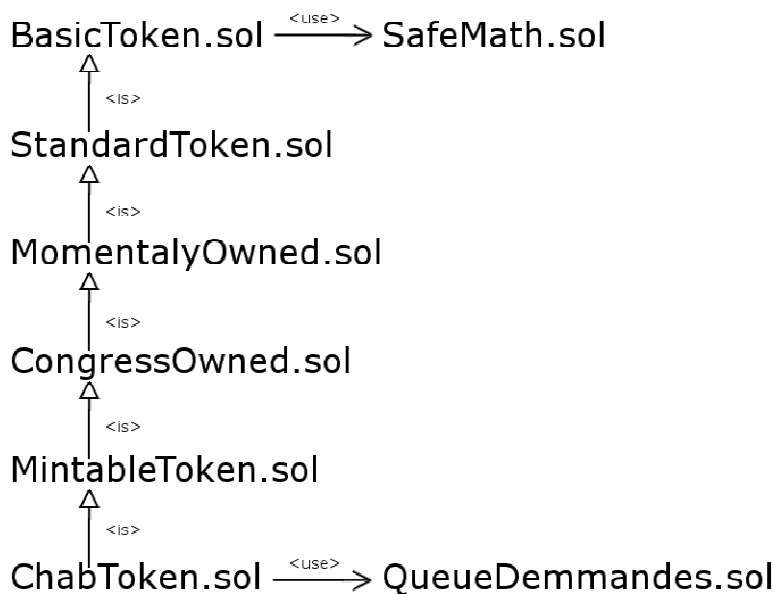 BasicToken.sol <use> SafeMath.sol
<is>
StandardToken.sol
<is>
MomentalyOwned.sol
<is>
CongressOwned.sol
<is>
MintableToken.sol
<is>
ChabToken.sol <use> QueueDemmandes.sol